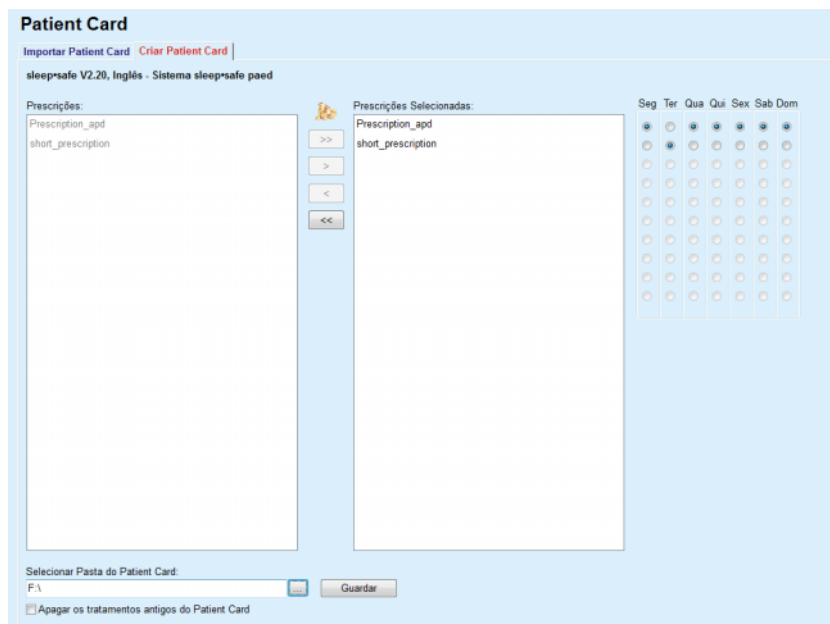 Patient Card
Importar Patient Card Criar Patient Card
sleep•safe V2.20, Inglês - Sistema sleep•safe paed
Prescrições:
Prescription_apd
short_prescription
>>
>
<
<<
Prescrições Selecionadas:
Prescription_apd
short_prescription
Seg Ter Qua Qui Sex Sab Dom
Selecionar Pasta do Patient Card:
F:\
...
Guardar
Apagar os tratamentos antigos do Patient Card